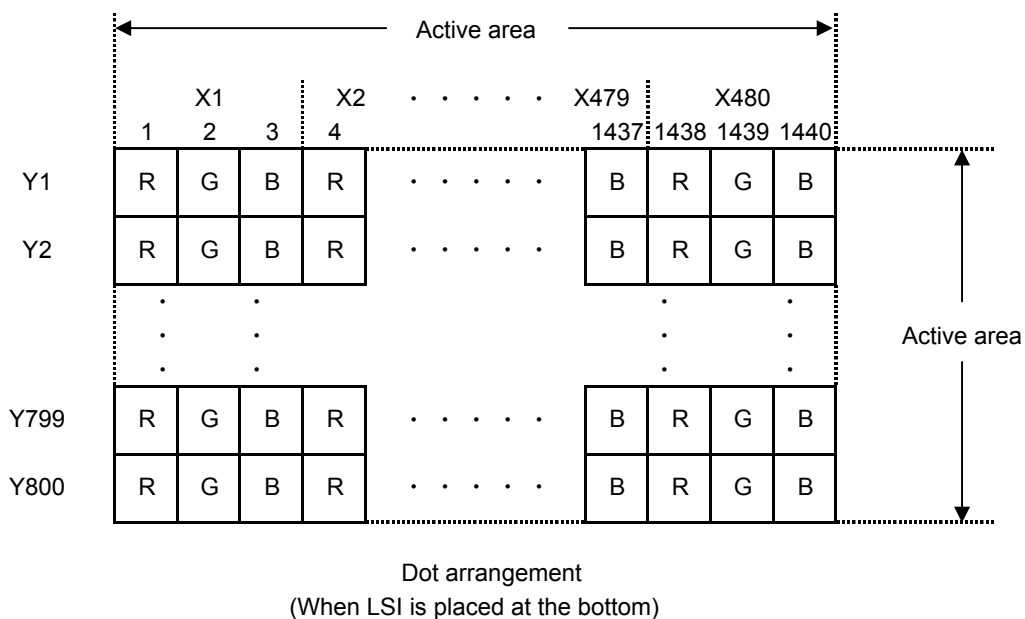 Active area
X1 X2 · · · · · X479 X480
1 2 3 4 1437 1438 1439 1440
Y1 R G B R · · · · · B R G B
Y2 R G B R · · · · · B R G B
Active area
Y799 R G B R · · · · · B R G B
Y800 R G B R · · · · · B R G B
Dot arrangement
(When LSI is placed at the bottom)